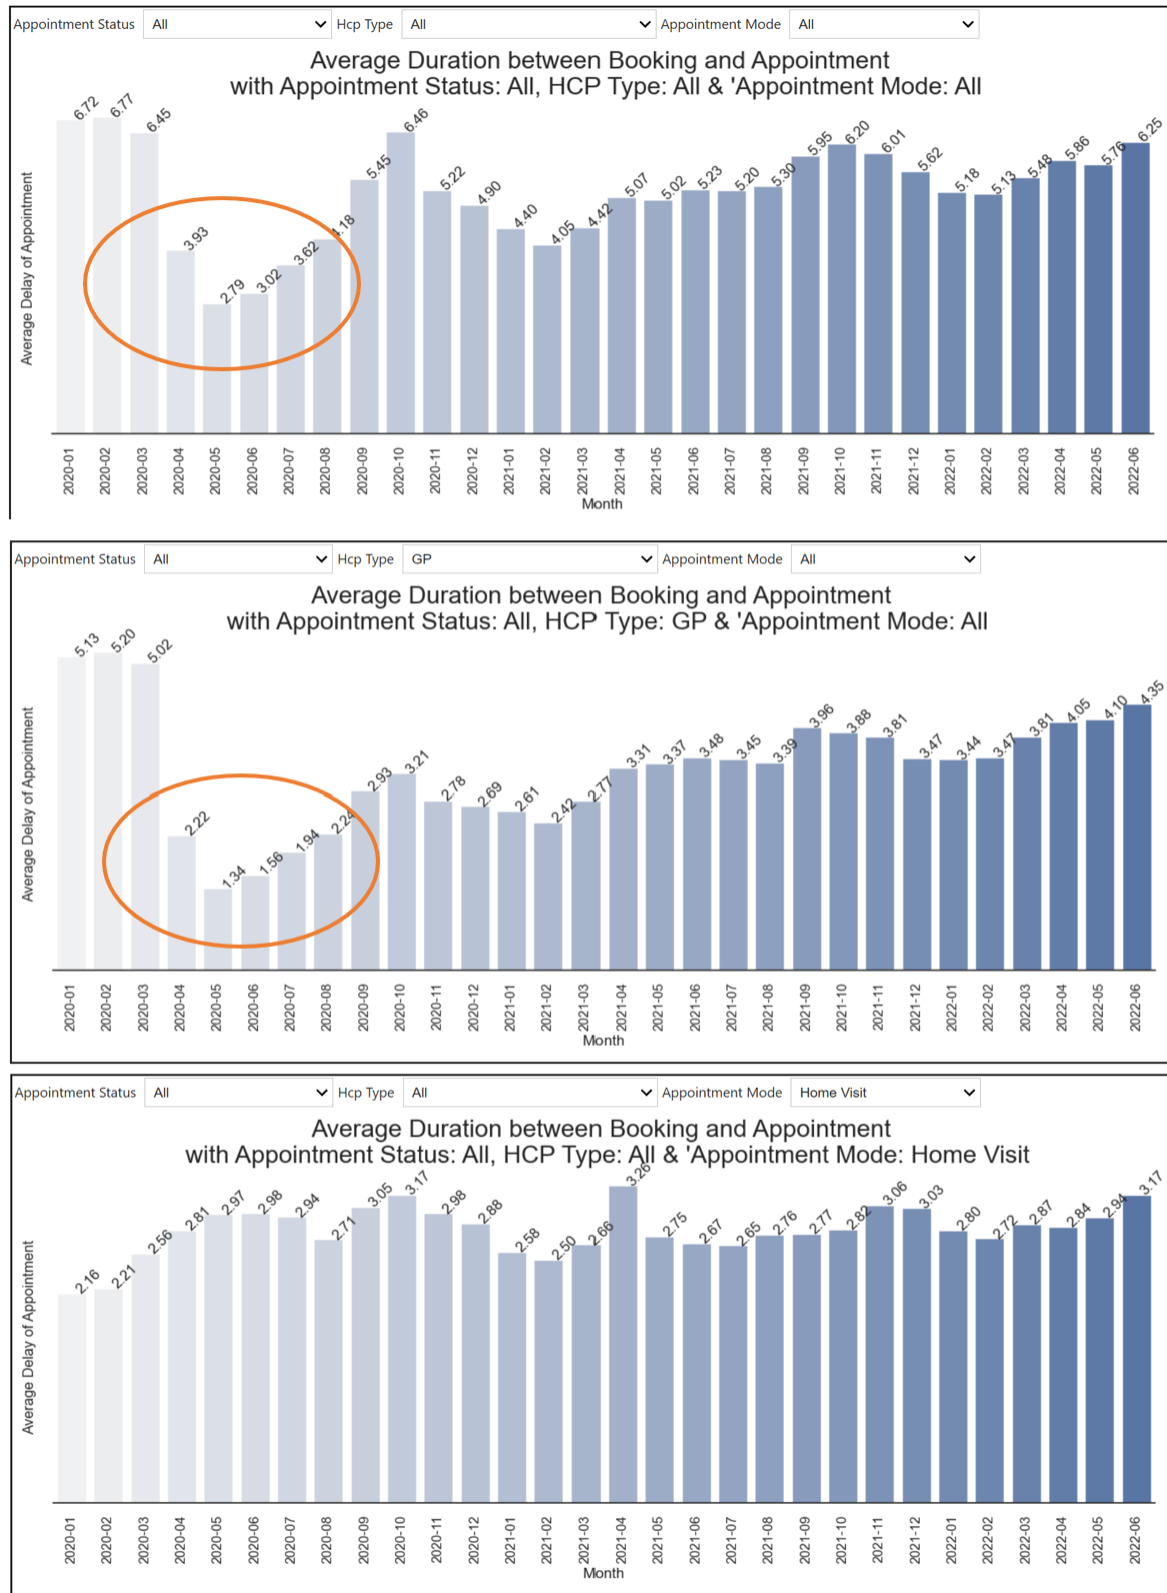 Appointment Status All Hcp Type All Appointment Mode All
Average Duration between Booking and Appointment
with Appointment Status: All, HCP Type: All & 'Appointment Mode: All
Average Delay of Appointment
6.72 6.77 6.45 3.93 2.79 3.02 3.62 4.18 5.45 6.46 5.22 4.90 4.40 4.05 4.42 5.07 5.02 5.23 5.20 5.30 5.95 6.20 6.01 5.62 5.18 5.13 5.48 5.86 5.76 6.25
2020-01 2020-02 2020-03 2020-04 2020-05 2020-06 2020-07 2020-08 2020-09 2020-10 2020-11 2020-12 2021-01 2021-02 2021-03 2021-04 2021-05 2021-06 2021-07 2021-08 2021-09 2021-10 2021-11 2021-12 2022-01 2022-02 2022-03 2022-04 2022-05 2022-06
Month
Appointment Status All Hcp Type GP Appointment Mode All
Average Duration between Booking and Appointment
with Appointment Status: All, HCP Type: GP & 'Appointment Mode: All
Average Delay of Appointment
5.13 5.20 5.02 2.22 1.34 1.56 1.94 2.24 2.93 3.21 2.78 2.69 2.61 2.42 2.77 3.31 3.37 3.48 3.45 3.39 3.96 3.88 3.81 3.47 3.44 3.47 3.81 4.05 4.10 4.35
2020-01 2020-02 2020-03 2020-04 2020-05 2020-06 2020-07 2020-08 2020-09 2020-10 2020-11 2020-12 2021-01 2021-02 2021-03 2021-04 2021-05 2021-06 2021-07 2021-08 2021-09 2021-10 2021-11 2021-12 2022-01 2022-02 2022-03 2022-04 2022-05 2022-06
Month
Appointment Status All Hcp Type All Appointment Mode Home Visit
Average Duration between Booking and Appointment
with Appointment Status: All, HCP Type: All & 'Appointment Mode: Home Visit
Average Delay of Appointment
2.16 2.21 2.56 2.81 2.97 2.98 2.94 2.71 3.05 3.17 2.98 2.88 2.58 2.50 2.66 3.26 2.75 2.67 2.65 2.76 2.77 2.82 3.06 3.03 2.80 2.72 2.87 2.84 2.94 3.17
2020-01 2020-02 2020-03 2020-04 2020-05 2020-06 2020-07 2020-08 2020-09 2020-10 2020-11 2020-12 2021-01 2021-02 2021-03 2021-04 2021-05 2021-06 2021-07 2021-08 2021-09 2021-10 2021-11 2021-12 2022-01 2022-02 2022-03 2022-04 2022-05 2022-06
Month